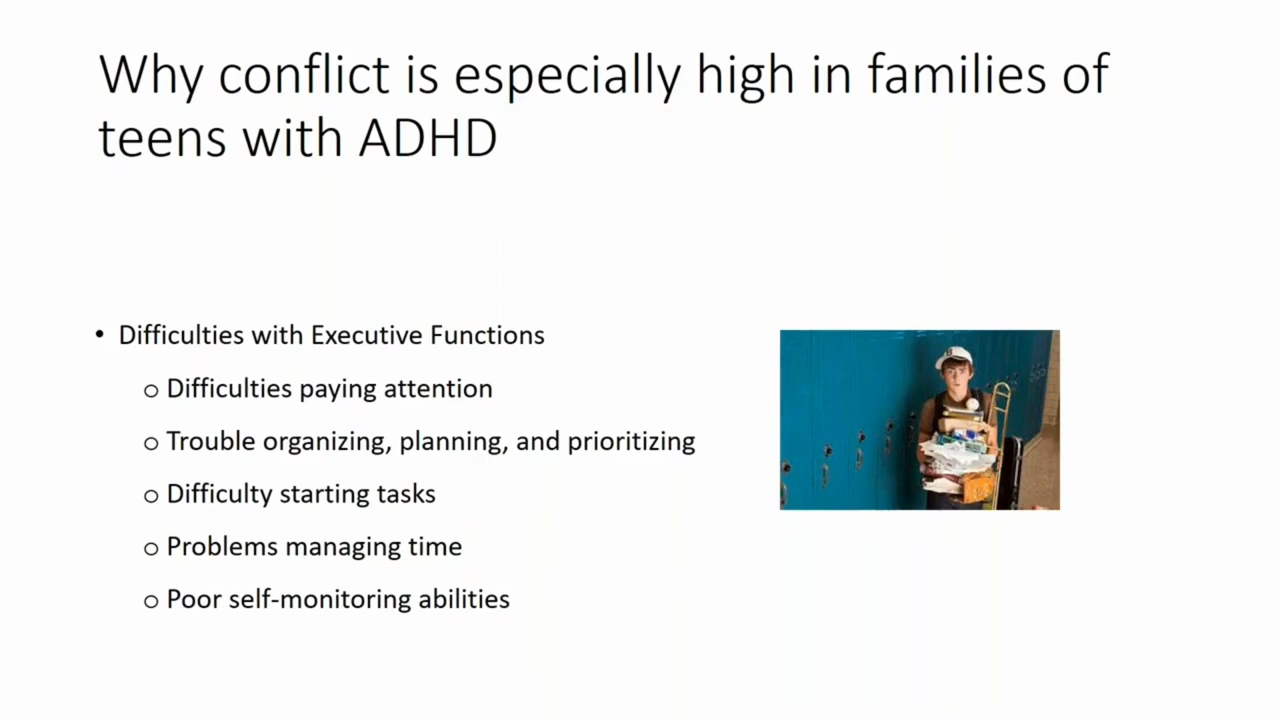 Why conflict is especially high in families of
teens with ADHD
• Difficulties with Executive Functions
o Difficulties paying attention
o Trouble organizing, planning, and prioritizing
o Difficulty starting tasks
o Problems managing time
o Poor self-monitoring abilities